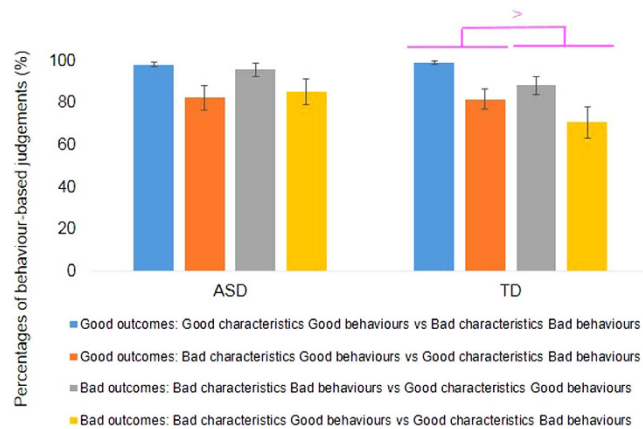 >
Percentages of behaviour-based judgements (%)
100
80
60
40
20
0
ASD
TD
Good outcomes: Good characteristics Good behaviours vs Bad characteristics Bad behaviours
Good outcomes: Bad characteristics Good behaviours vs Good characteristics Bad behaviours
Bad outcomes: Bad characteristics Bad behaviours vs Good characteristics Good behaviours
Bad outcomes: Bad characteristics Good behaviours vs Good characteristics Bad behaviours